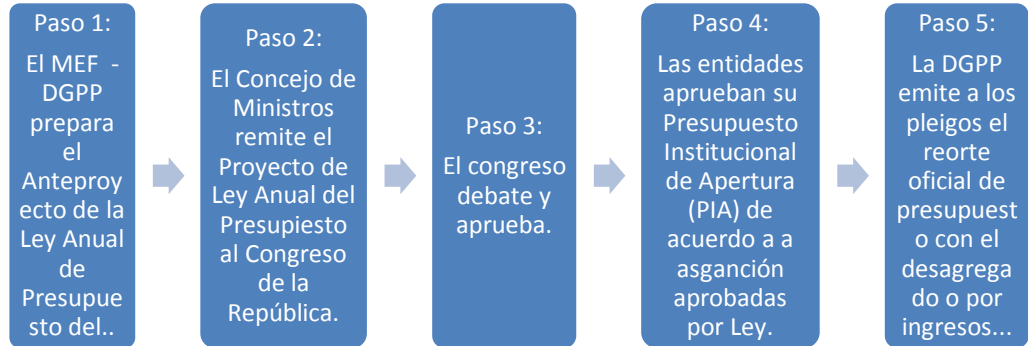 Paso 1:
El MEF -
DGPP
prepara
el
Anteproy
ecto de la
Ley Anual
de
Presupue
sto del..
Paso 2:
El Concejo de
Ministros
remite el
Proyecto de
Ley Anual del
Presupiesto
al Congreso
de la
República.
Paso 3:
El congreso
debate y
aprueba.
Paso 4:
Las entidades
aprueban su
Presupuesto
Institucional
de Apertura
(PIA) de
acuerdo a a
asganción
aprobadas
por Ley.
Paso 5:
La DGPP
emite a los
pleigos el
reorte
oficial de
presupuest
o con el
desagrega
do o por
ingresos...